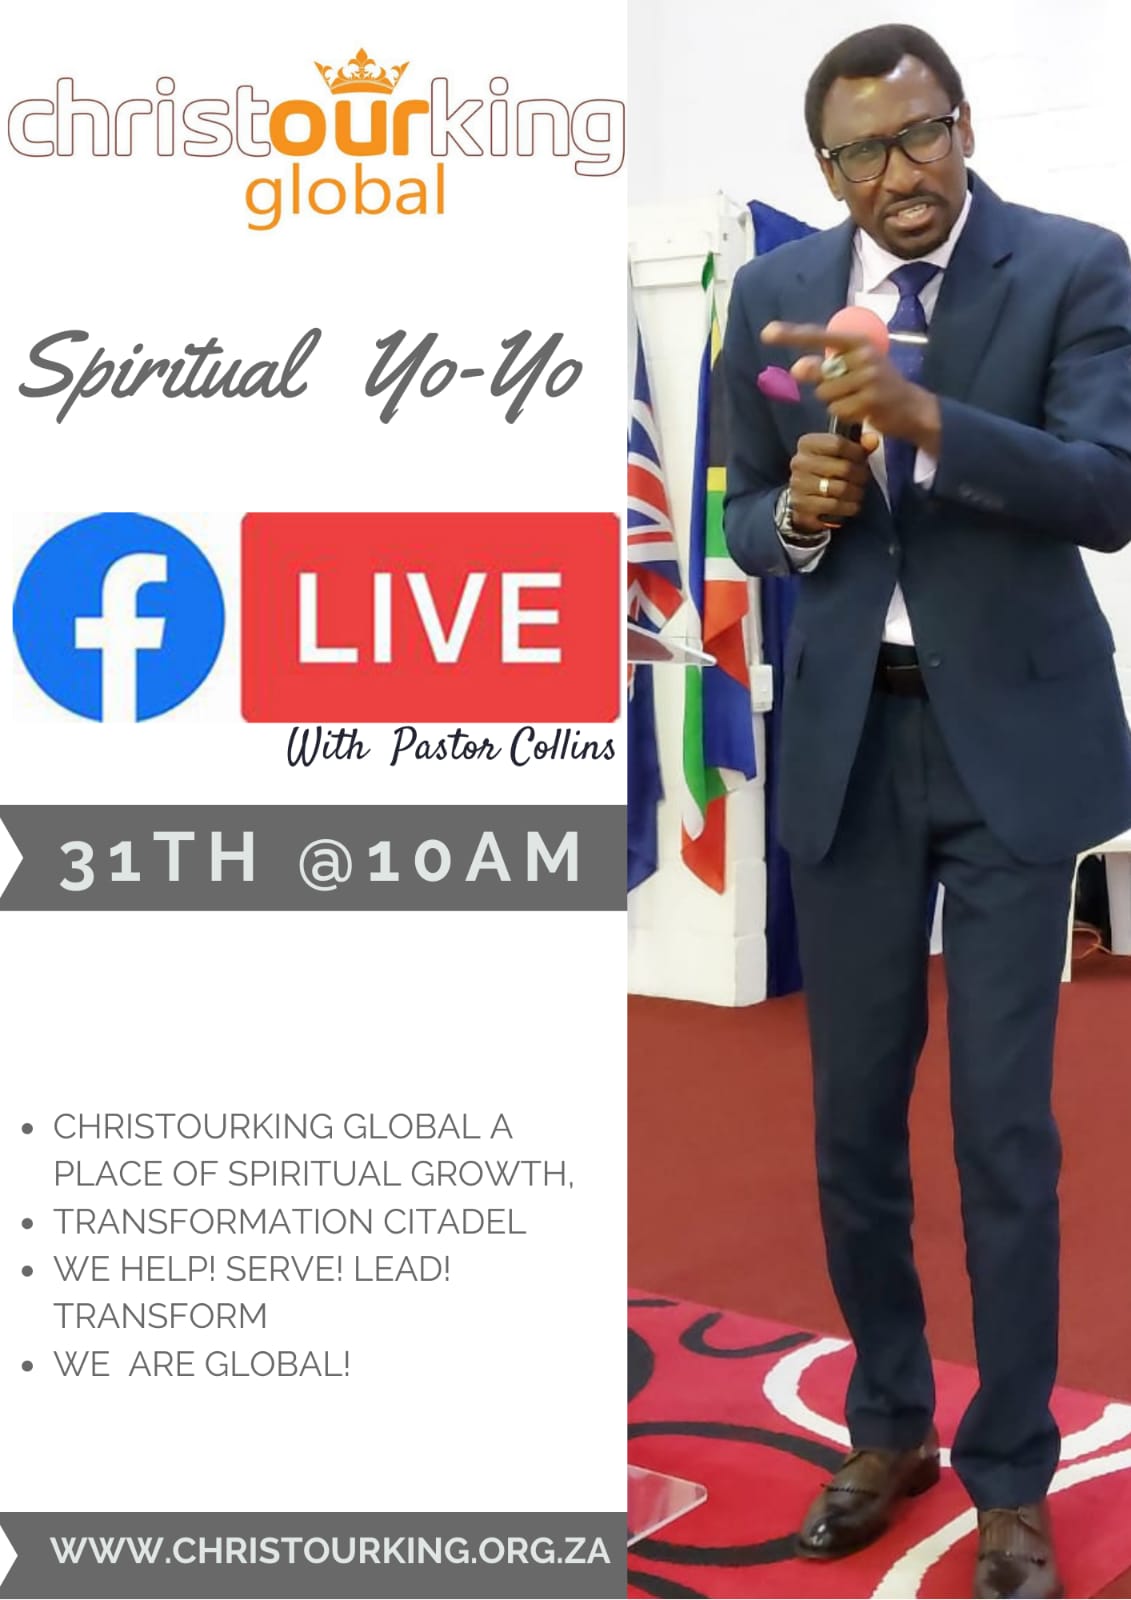 christourking
global
Spiritual Yo-Yo
f LIVE
With Pastor Collins
31TH @10AM
• CHRISTOURKING GLOBAL A
PLACE OF SPIRITUAL GROWTH,
• TRANSFORMATION CITADEL
• WE HELP! SERVE! LEAD!
TRANSFORM
• WE ARE GLOBAL!
WWW.CHRISTOURKING.ORG.ZA